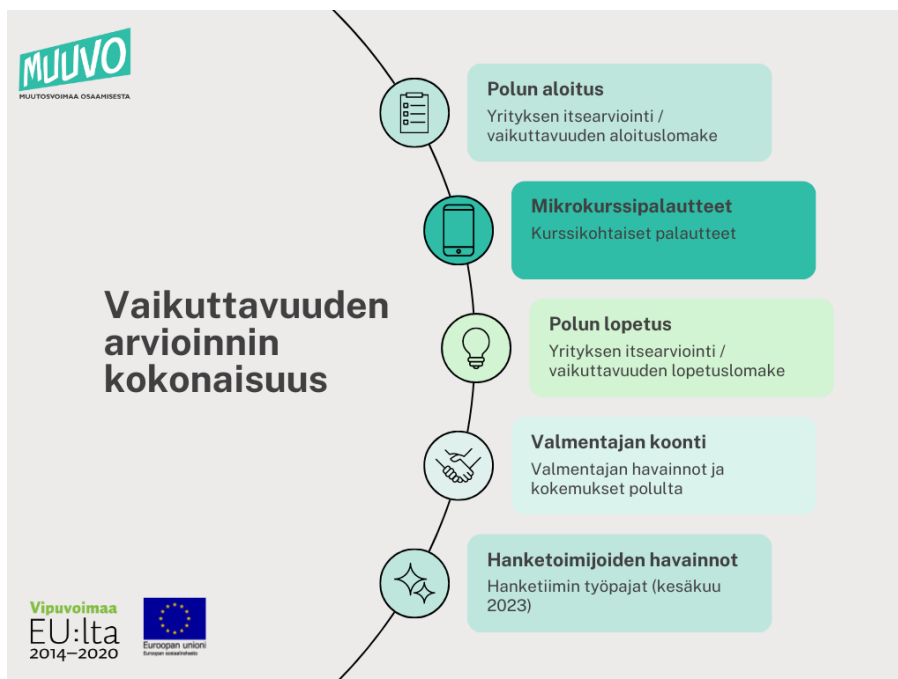 MUUVO
MUUTOSVOIMAA OSAAMISESTA
Polun aloitus
Yrityksen itsearviointi /
vaikuttavuuden aloituslomake
Mikrokurssipalautteet
Kurssikohtaiset palautteet
Vaikuttavuuden
arvioinnin
kokonaisuus
Polun lopetus
Yrityksen itsearviointi /
vaikuttavuuden lopetuslomake
Valmentajan koonti
Valmentajan havainnot ja
kokemukset polulta
Hanketoimijoiden havainnot
Hanketiimin työpajat (kesäkuu
2023)
Vipuvoimaa
EU:lta
2014–2020
Euroopan unioni
Euroopan sosiaalirahasto